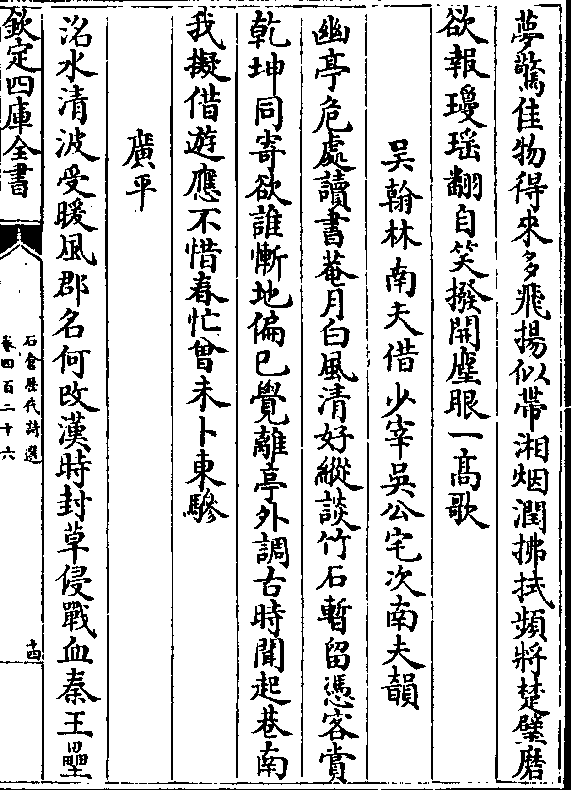 夢驚佳物得來多飛揚似帶湘烟潤拂拭頻將楚璧磨
欲報瓊瑶翻自笑撥開塵眼一高歌
吴翰林南夫借少宰吳公宅次南夫韻
幽亭危處讀書菴月白風清好縱談竹石暫留憑客賞
乾坤同寄欲誰慚地偏已覺離亭外調古時聞起巷南
我擬借遊應不惜春忙曾未卜東驂
廣平
洺水清波受暖風郡名何改漢時封草侵戰血秦王壘
欽定四庫全書
石倉歷代詩選
卷四百二十六
十四